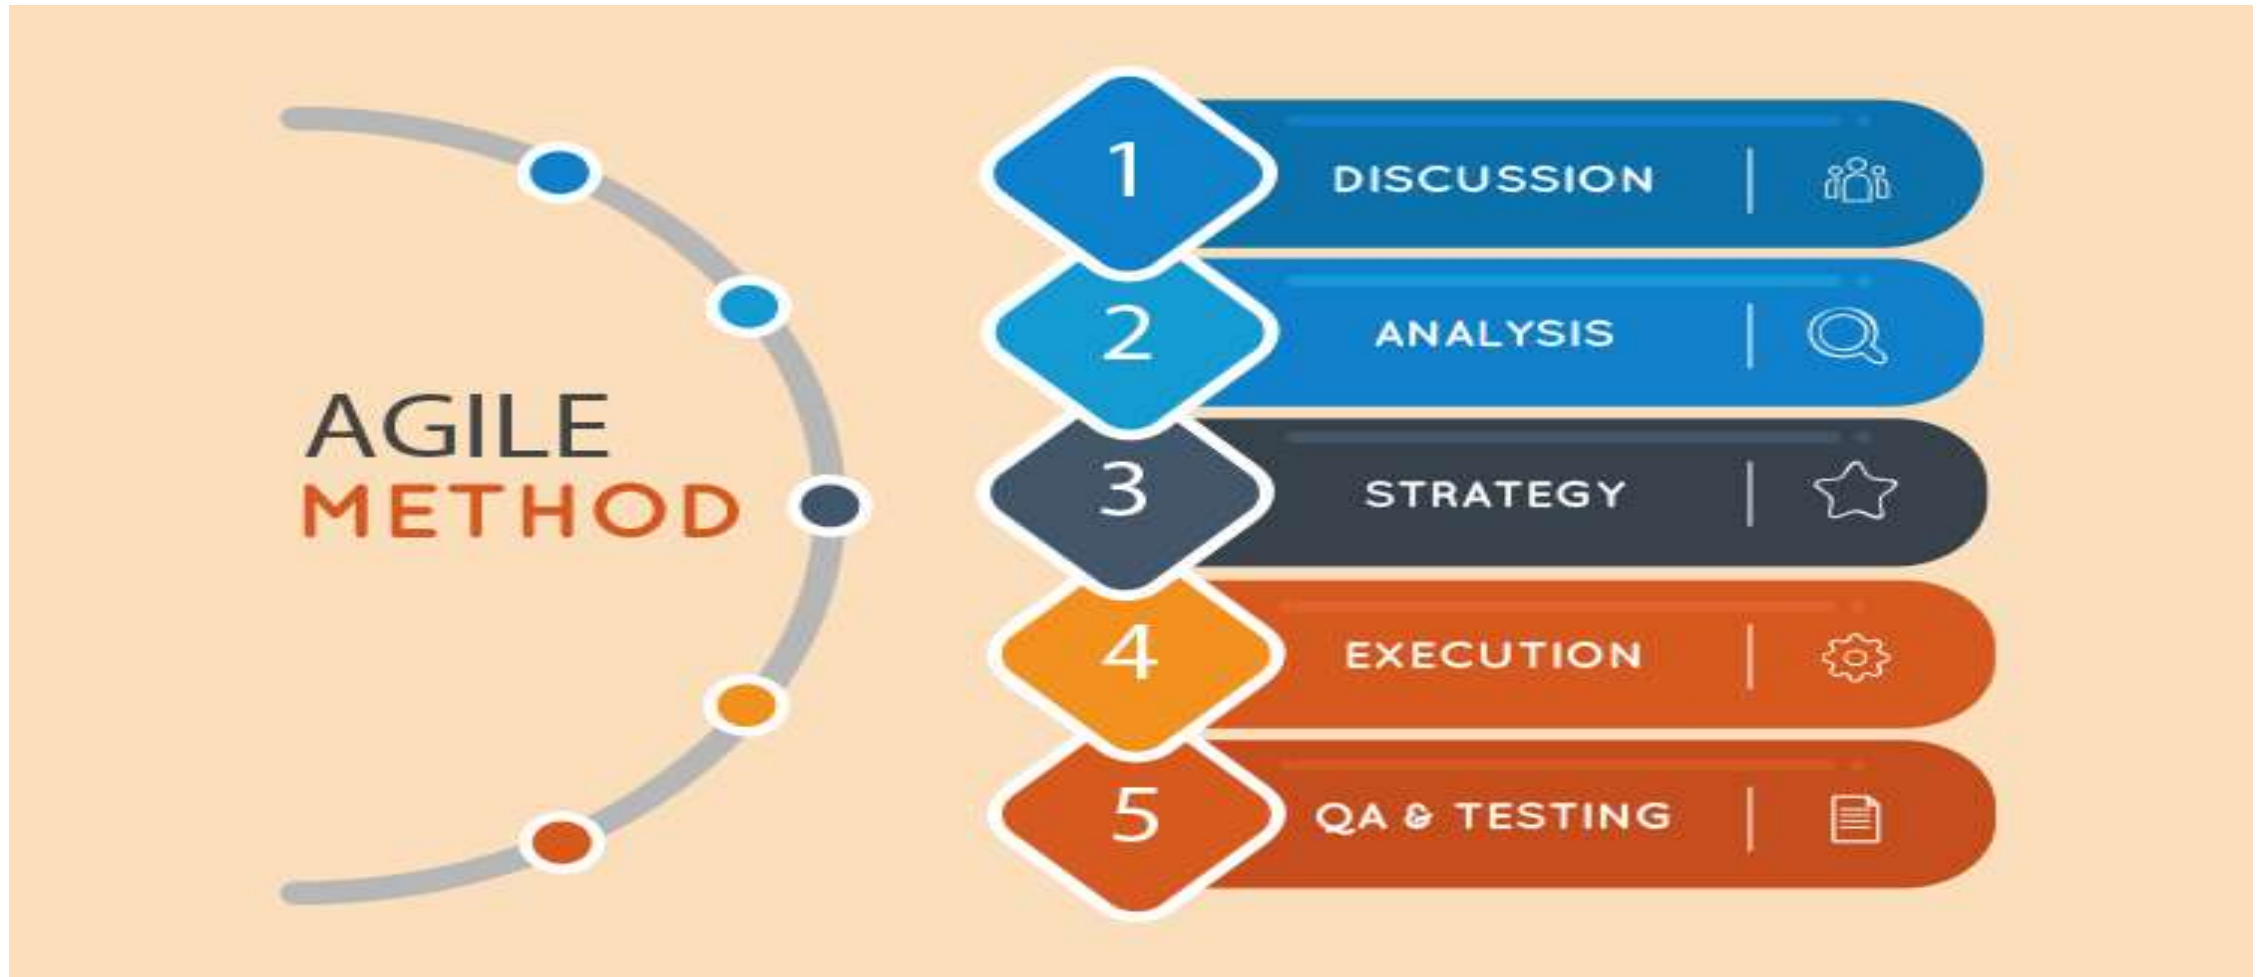 AGILE
METHOD
1 DISCUSSION
2 ANALYSIS
3 STRATEGY
4 EXECUTION
5 QA & TESTING